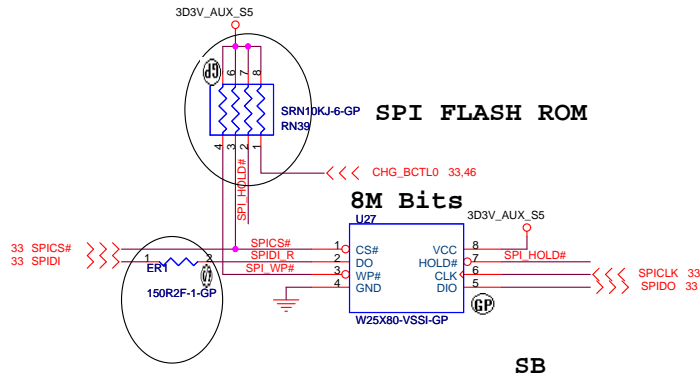 3D3V_AUX_S5
GP
6 7 8
SRN10KJ-6-GP
RN39
SPI FLASH ROM
4 3 2 1
SPI_HOLD#
CHG_BCTL0 33,46
8M Bits
U27
3D3V_AUX_S5
33 SPICS#
SPICS# 1 CS# VCC 8
33 SPIDI
1 2 SPIDI_R 2 DO HOLD# 7 SPI_HOLD#
ER1
SPI_WP# 3 WP# CLK 6 SPICLK 33
4 GND DIO 5 SPIDO 33
150R2F-1-GP
GP
W25X80-VSSI-GP
SB